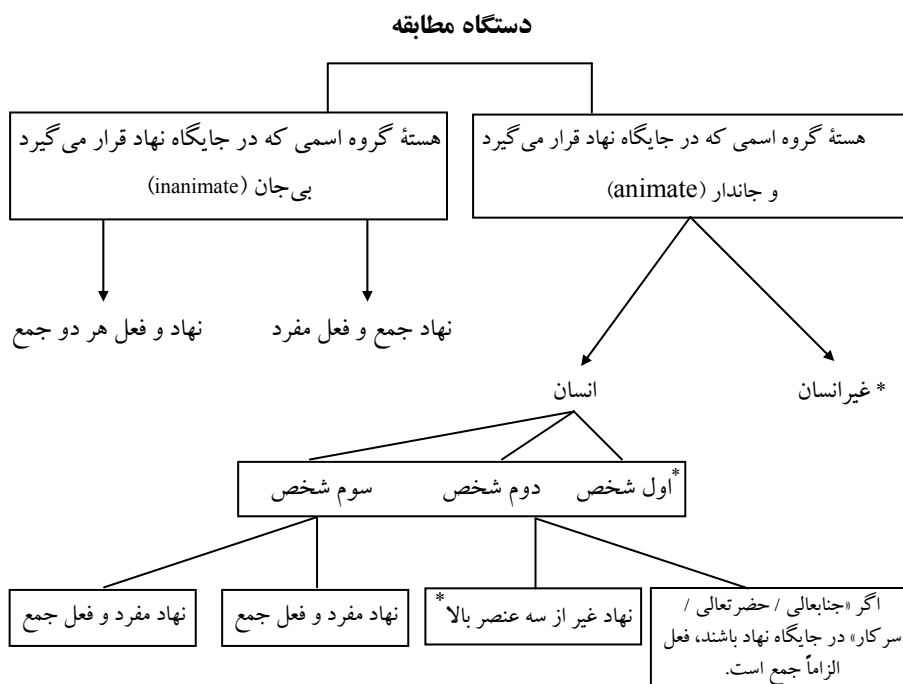 دستگاه مطابقه
هستهٔ گروه اسمی که در جایگاه نهاد قرار می‌گیرد
و جاندار (animate)
هستهٔ گروه اسمی که در جایگاه نهاد قرار می‌گیرد
بی‌جان (inanimate)
نهاد جمع و فعل مفرد
نهاد و فعل هر دو جمع
* غیرانسان
انسان
*اول شخص
دوم شخص
سوم شخص
اگر «جنابعالی / حضرتعالی /
سرکار» در جایگاه نهاد باشند، فعل
الزاماً جمع است.
نهاد غیر از سه عنصر بالا*
نهاد مفرد و فعل جمع
نهاد مفرد و فعل جمع